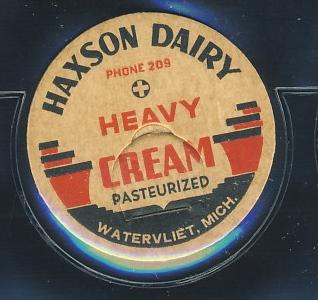 HAXSON DAIRY
PHONE 209
HEAVY
CREAM
PASTEURIZED
WATERVLIET, MICH.